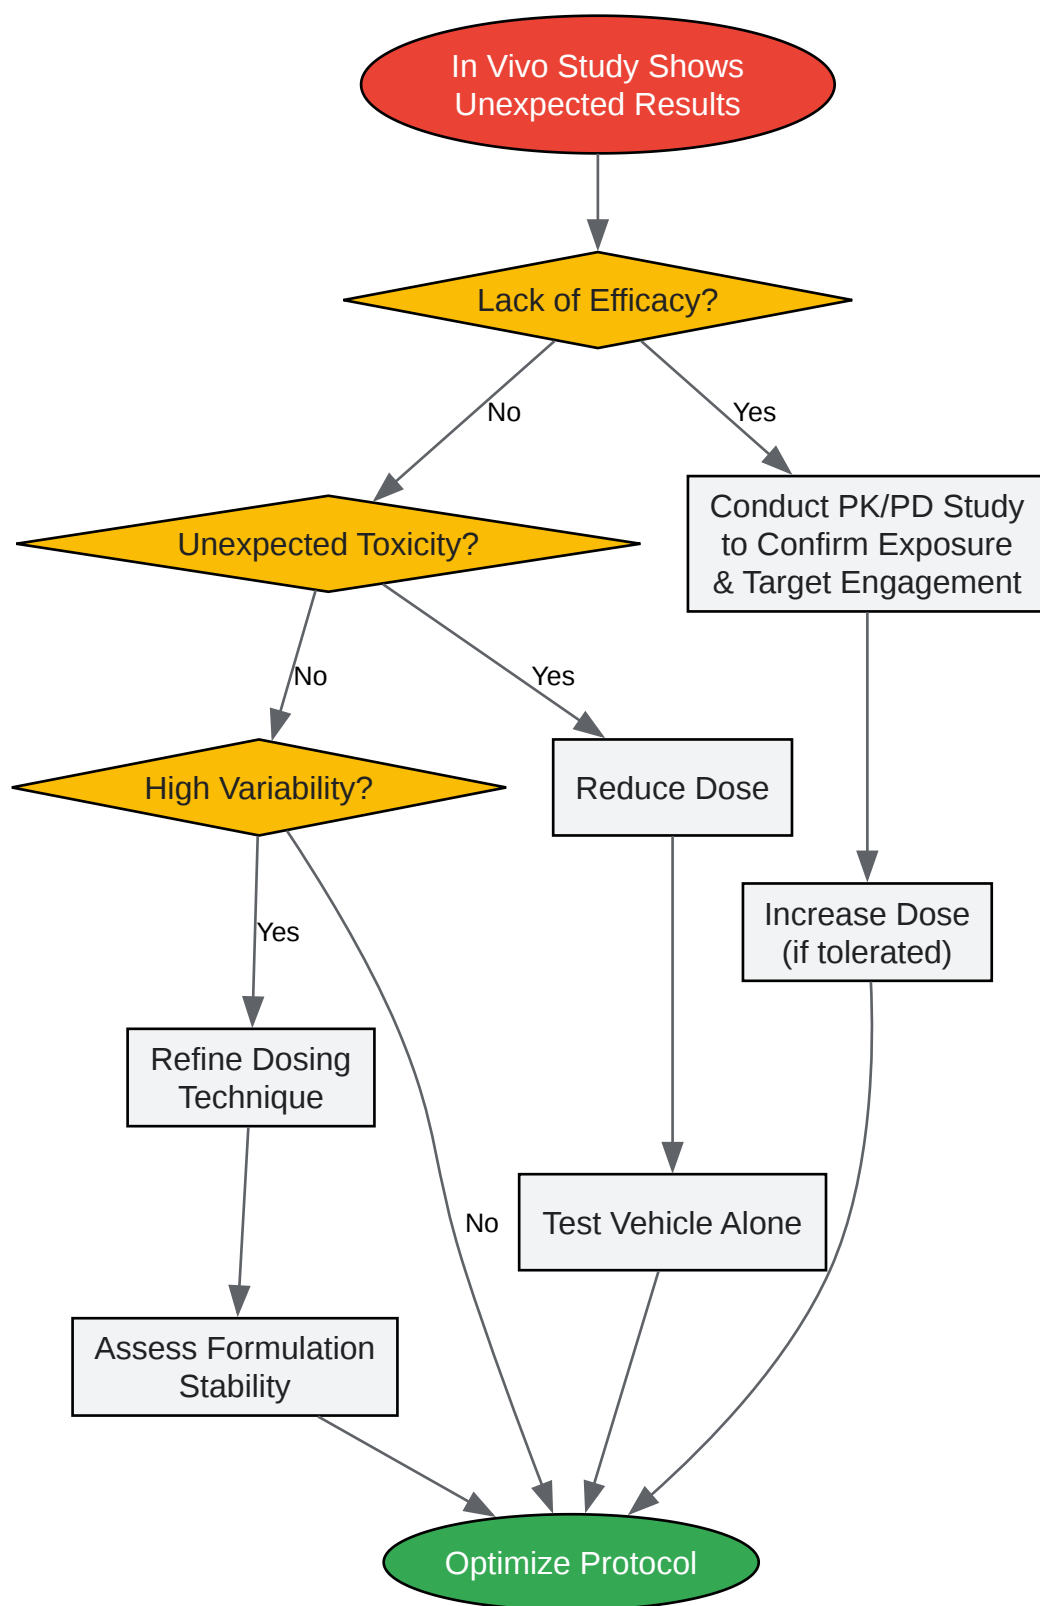 In Vivo Study Shows
Unexpected Results
Lack of Efficacy?
No
Yes
Conduct PK/PD Study
to Confirm Exposure
& Target Engagement
Unexpected Toxicity?
No
Yes
High Variability?
Reduce Dose
Yes
Increase Dose
(if tolerated)
Refine Dosing
Technique
No
Test Vehicle Alone
Assess Formulation
Stability
Optimize Protocol